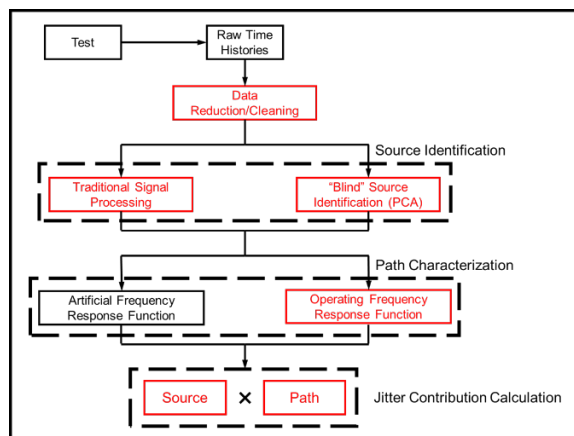 Test
Raw Time
Histories
Data
Reduction/Cleaning
Source Identification
Traditional Signal
Processing
“Blind” Source
Identification (PCA)
Path Characterization
Artificial Frequency
Response Function
Operating Frequency
Response Function
Source × Path
Jitter Contribution Calculation